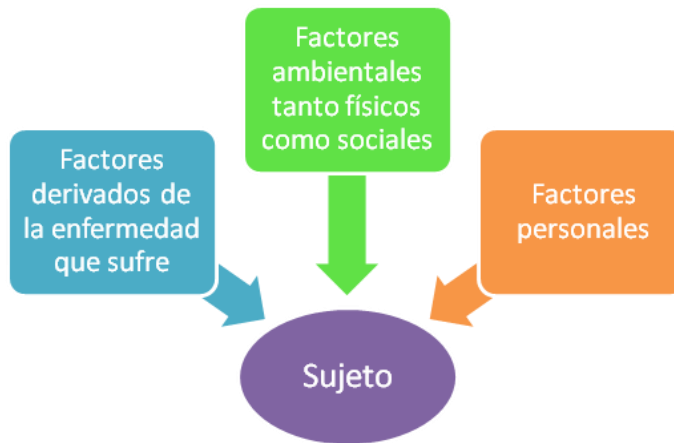 Factores
ambientales
tanto físicos
como sociales
Factores
derivados de
la enfermedad
que sufre
Factores
personales
Sujeto